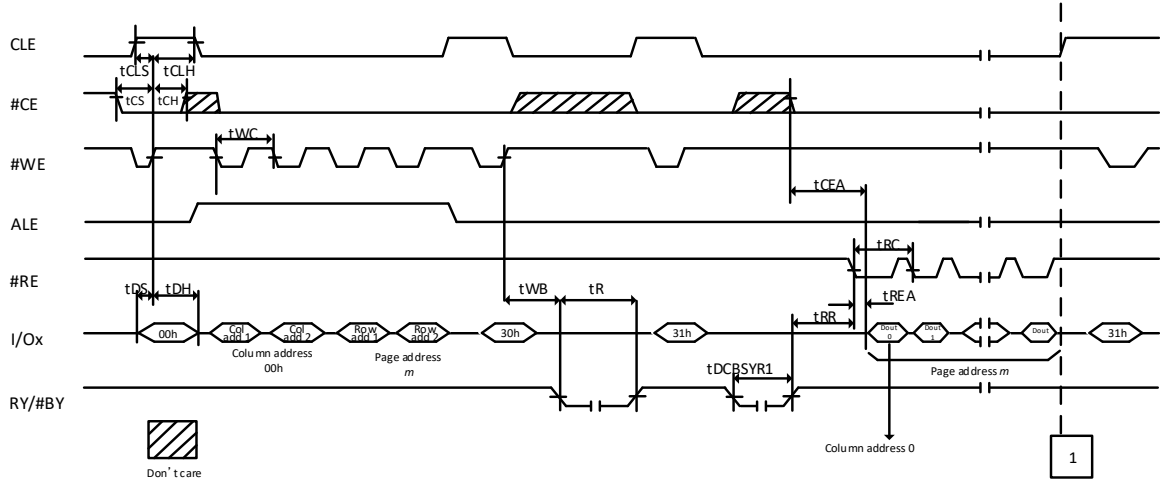 CLE
tCLS tCLH
#CE
tCS tCH
#WE
tWC
ALE
tCEA
#RE
tRC
tDS tDH
tWB tR
tREA
tRR
I/Ox
00h
Col add 1
Col add 2
Row add 1
Row add 2
30h
31h
Dout 0
Dout 1
Dout
31h
Column address
00h
Page address
m
Page address m
tDCBSYR1
RY/#BY
Column address 0
Don't care
1